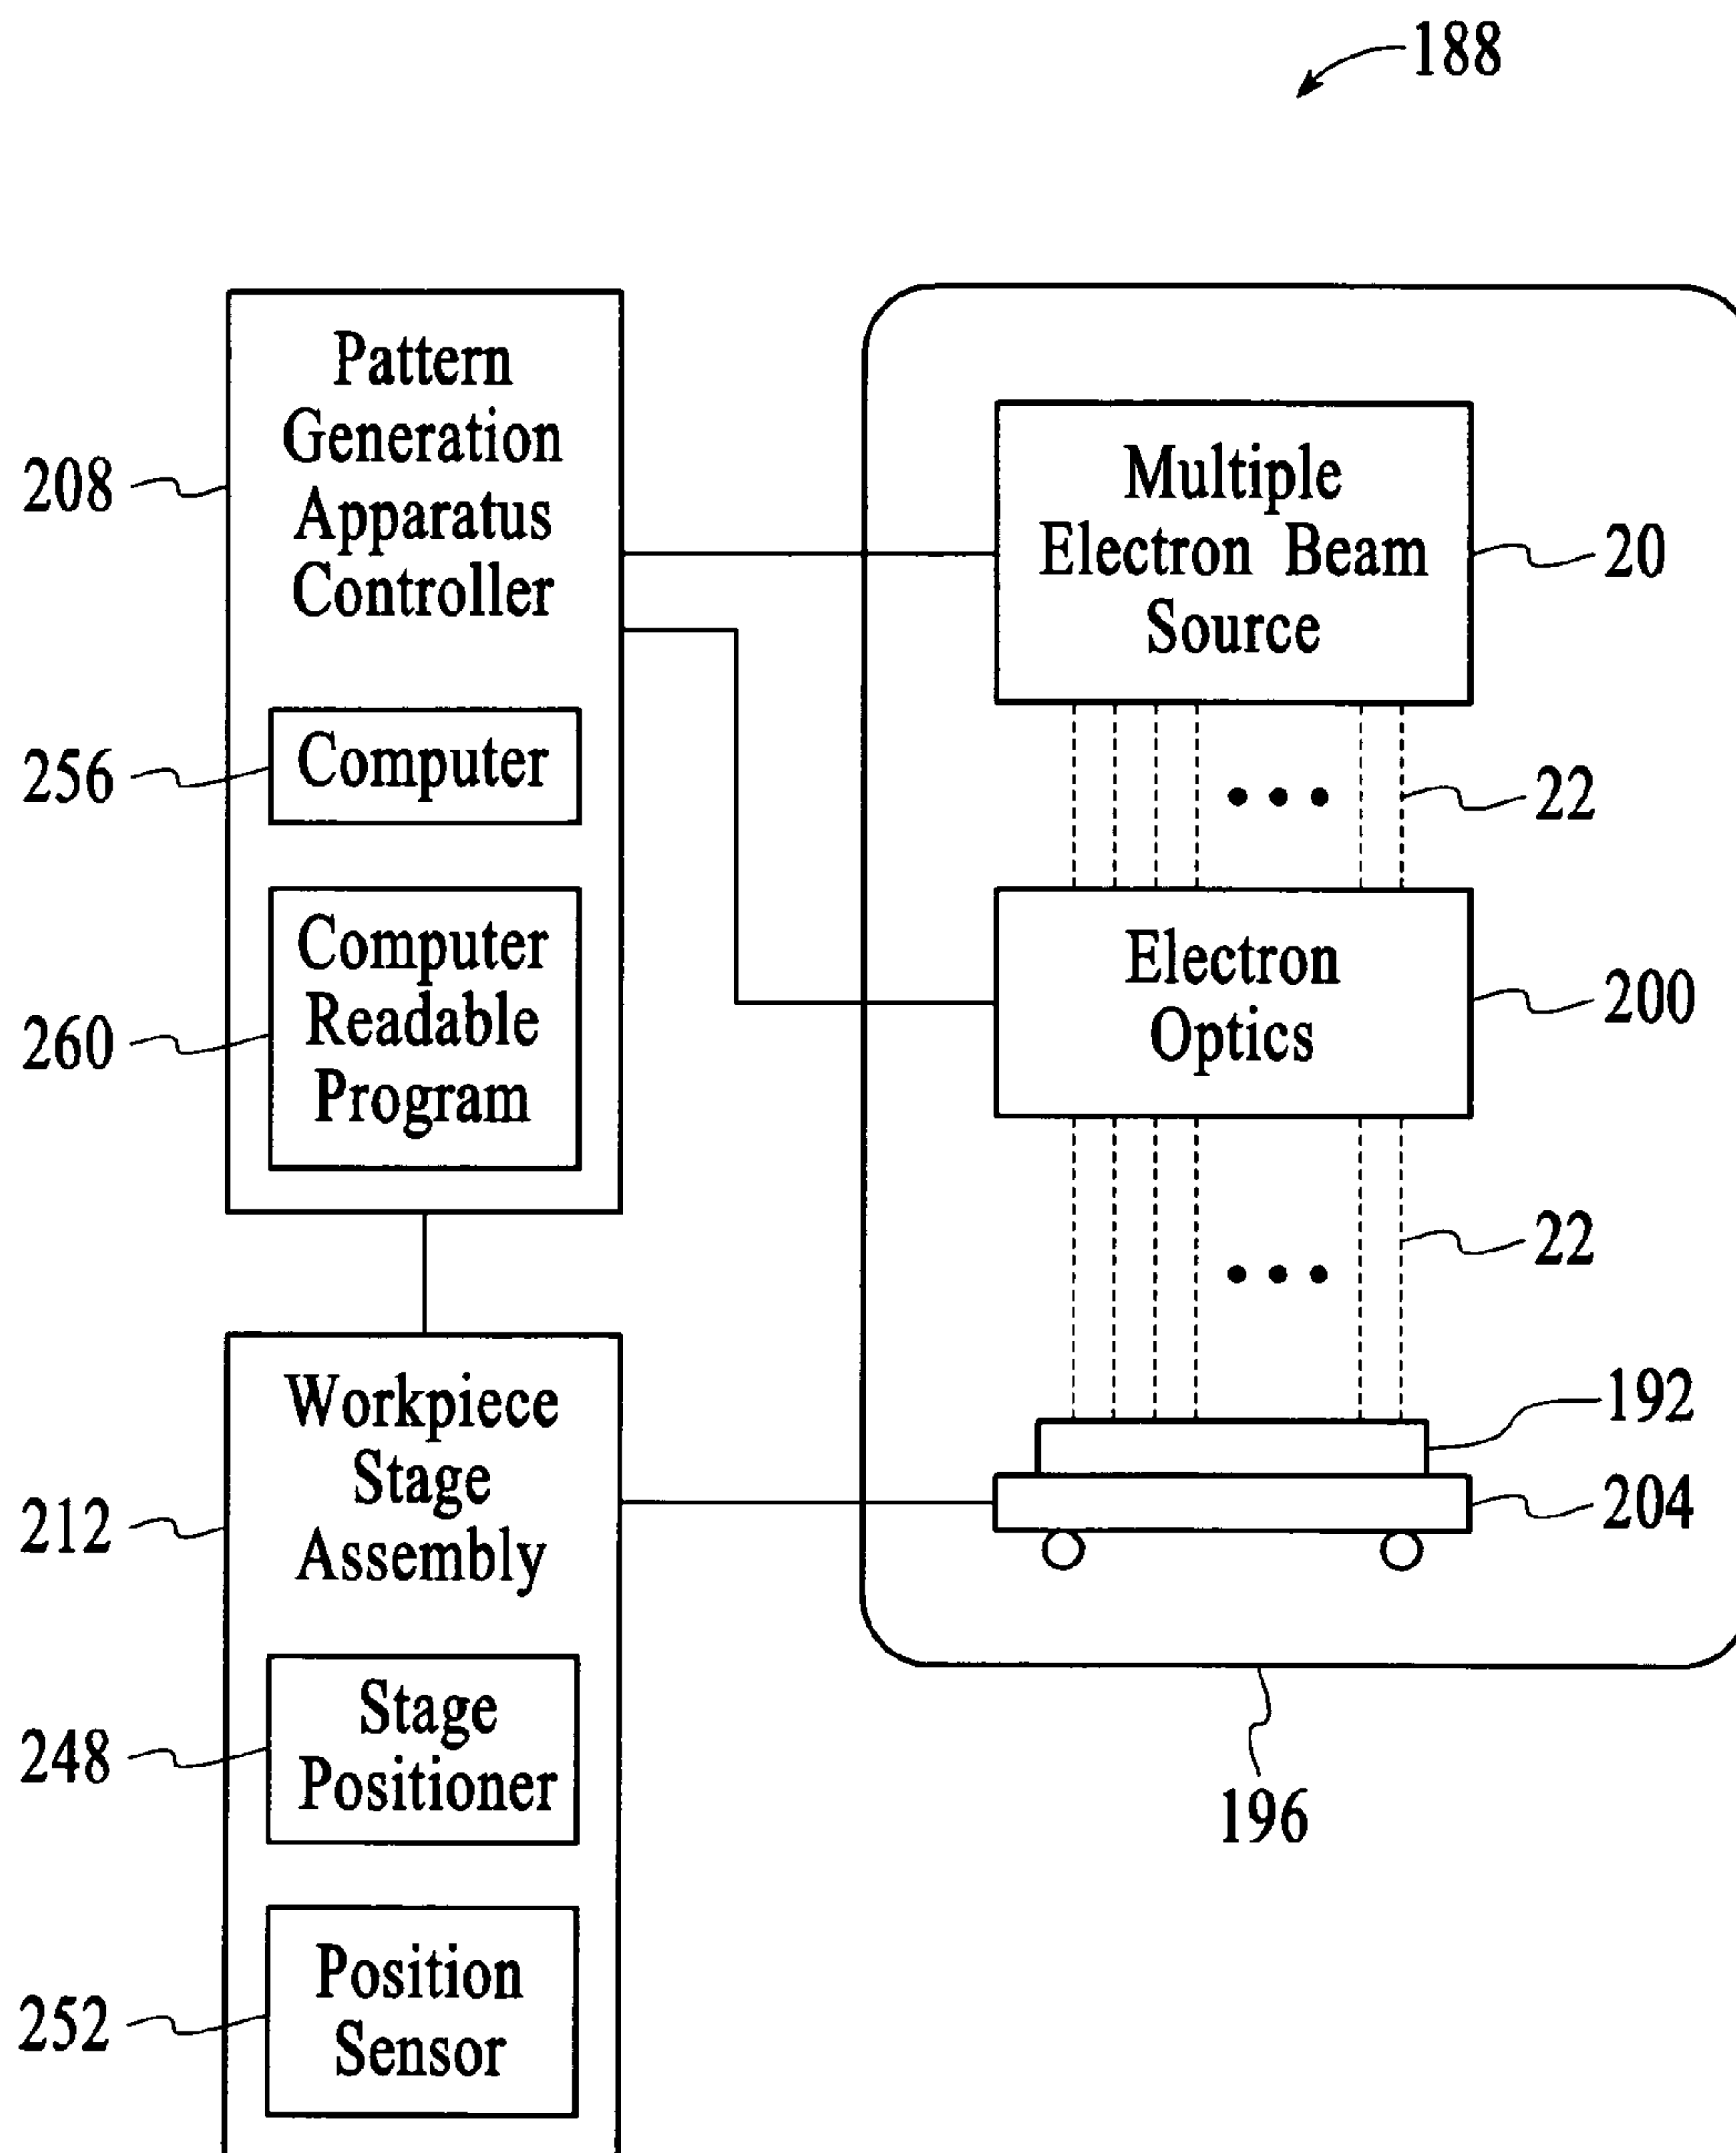 188
Pattern
Generation
Apparatus
Controller
208
Computer
256
Computer
Readable
Program
260
Multiple
Electron Beam
Source
20
22
Electron
Optics
200
22
192
204
196
Workpiece
Stage
Assembly
212
Stage
Positioner
248
Position
Sensor
252